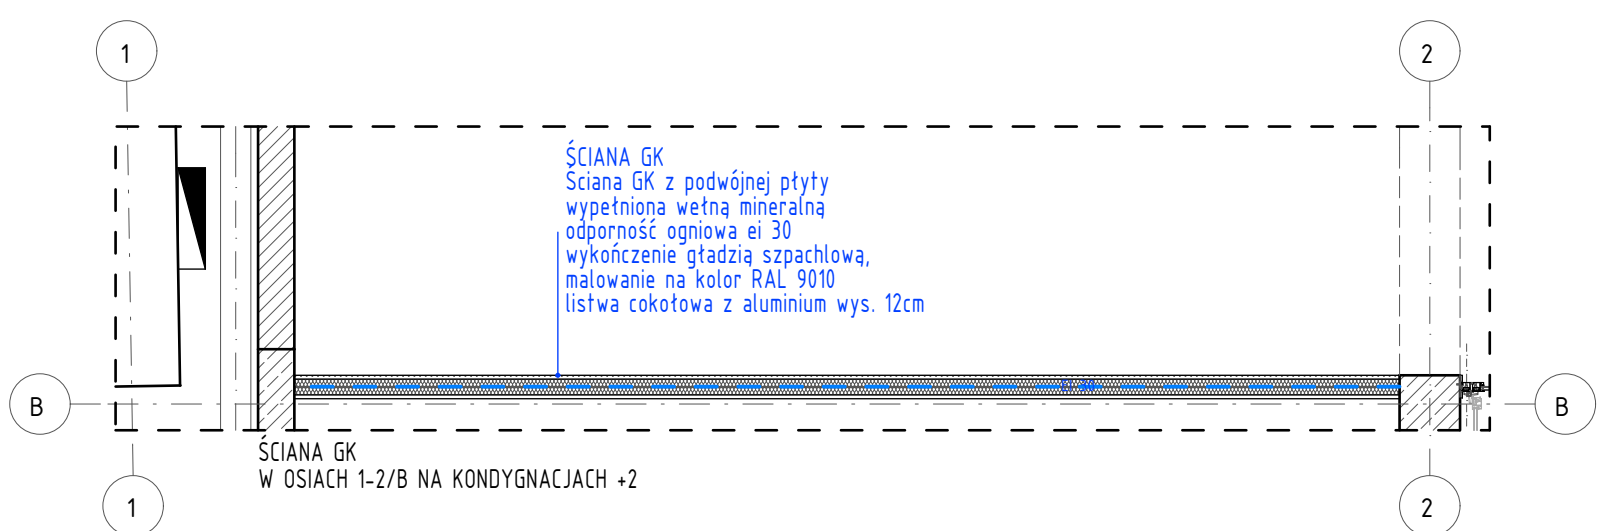 1
2
ŚCIANA GK
Ściana GK z podwójnej płyty
wypełniona wełną mineralną
odporność ogniowa ei 30
wykończenie gładzią szpachlową,
malowanie na kolor RAL 9010
listwa cokołowa z aluminium wys. 12cm
EI 30
B
B
ŚCIANA GK
W OSIACH 1-2/B NA KONDYGNACJACH +2
1
2